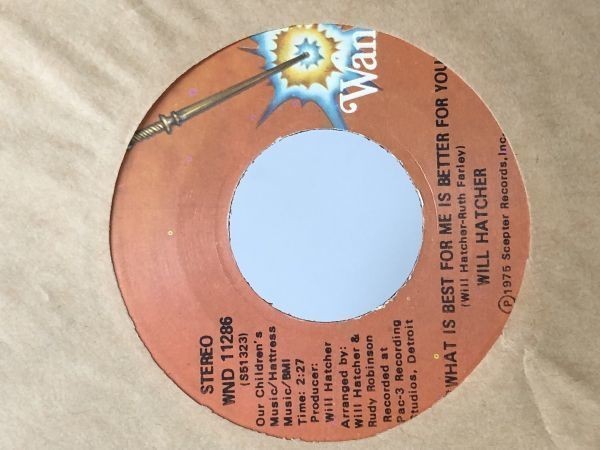 Wan
STEREO
WND 11286
(S51323)
Our Children's
Music/Hattress
Music/BMI
Time: 2:27
Producer:
Will Hatcher
Arranged by:
Will Hatcher &
Rudy Robinson
Recorded at
Pac-3 Recording
Studios, Detroit
WHAT IS BEST FOR ME IS BETTER FOR YOU
(Will Hatcher-Ruth Farley)
WILL HATCHER
Ⓟ1975 Scepter Records,Inc.